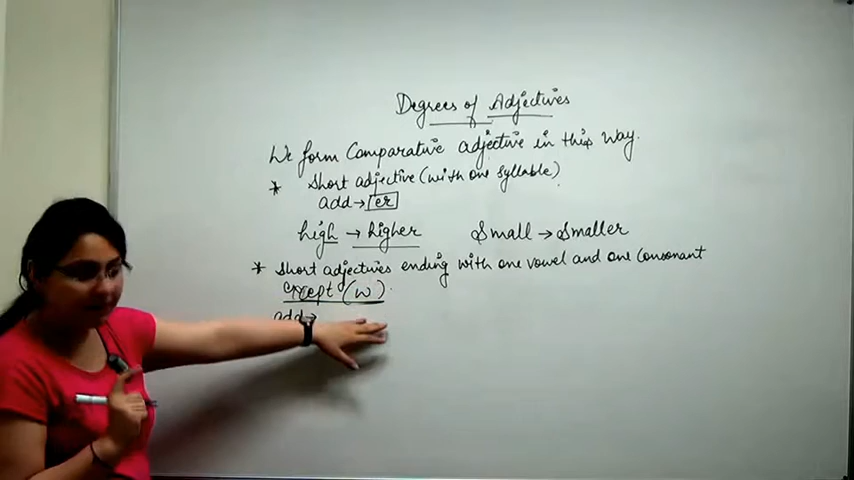 Degrees of Adjectives
We form Comparative adjective in this way.
* Short adjective (with one syllable)
add → er
high → higher Small → Smaller
* Short adjectives ending with one vowel and one consonant
except (w).
add →